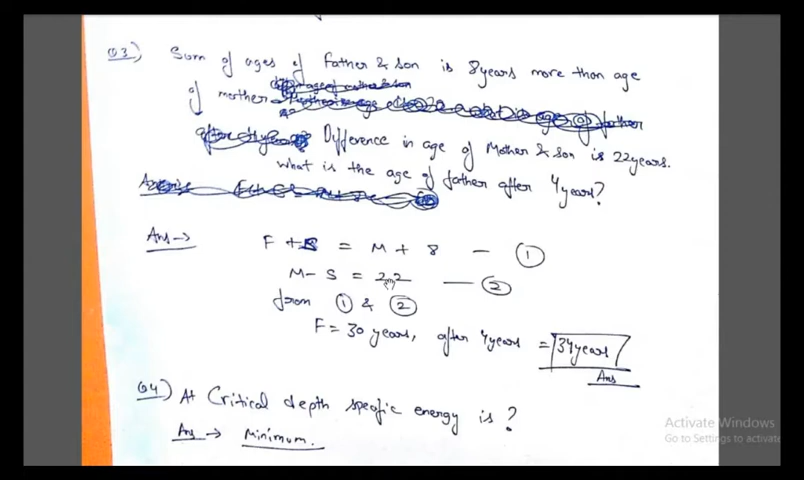 Q3) Sum of ages of Father & son is 8years more than age
of mother
Difference in age of Mother & son is 22years.
what is the age of father after 4years?
Ans → F + S = M + 8 — ①
M - S = 22 — ②
from ① & ②
F = 30 years, after 4years = 34years
Ans
Q4) At Critical depth specific energy is ?
Ans → Minimum.
Activate Windows
Go to Settings to activate